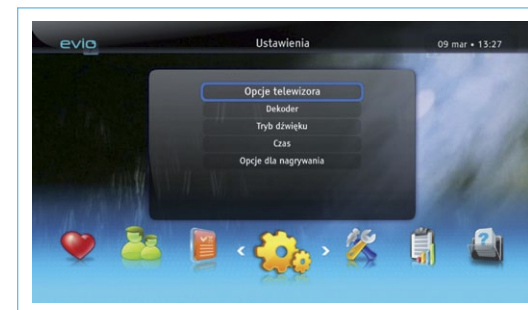 evio
Ustawienia
09 mar • 13:27
Opcje telewizora
Dekoder
Tryb dźwięku
Czas
Opcje dla nagrywania
?